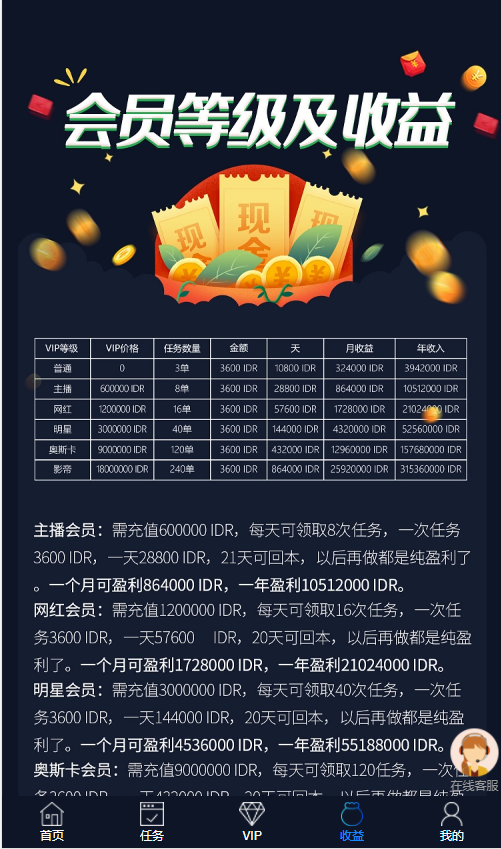 会员等级及收益
现金
现金
现金
VIP等级 VIP价格 任务数量 金额 天 月收益 年收入
普通 0 3单 3600 IDR 10800 IDR 324000 IDR 3942000 IDR
主播 600000 IDR 8单 3600 IDR 28800 IDR 864000 IDR 10512000 IDR
网红 1200000 IDR 16单 3600 IDR 57600 IDR 1728000 IDR 21024000 IDR
明星 3000000 IDR 40单 3600 IDR 144000 IDR 4320000 IDR 52560000 IDR
奥斯卡 9000000 IDR 120单 3600 IDR 432000 IDR 12960000 IDR 157680000 IDR
影帝 18000000 IDR 240单 3600 IDR 864000 IDR 25920000 IDR 315360000 IDR
主播会员：需充值600000 IDR，每天可领取8次任务，一次任务
3600 IDR，一天28800 IDR，21天可回本，以后再做都是纯盈利了
。一个月可盈利864000 IDR，一年盈利10512000 IDR。
网红会员：需充值1200000 IDR，每天可领取16次任务，一次任
务3600 IDR，一天57600 IDR，20天可回本，以后再做都是纯盈
利了。一个月可盈利1728000 IDR，一年盈利21024000 IDR。
明星会员：需充值3000000 IDR，每天可领取40次任务，一次任
务3600 IDR，一天144000 IDR，20天可回本，以后再做都是纯盈
利了。一个月可盈利4536000 IDR，一年盈利55188000 IDR。
奥斯卡会员：需充值9000000 IDR，每天可领取120任务，一次任
在线客服
首页 任务 VIP 收益 我的